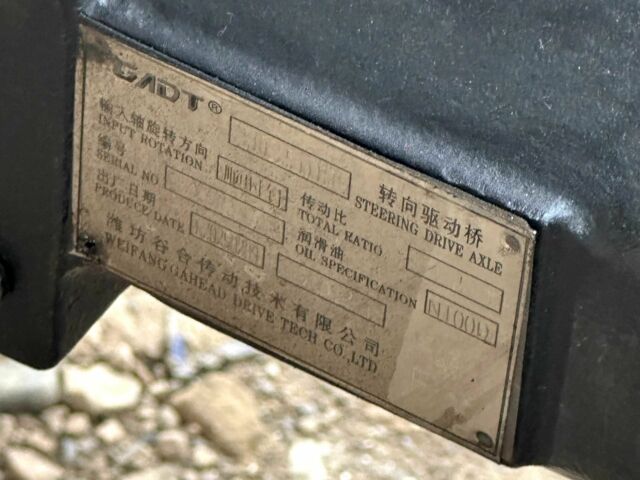 GADT®
转向驱动桥
STEERING DRIVE AXLE
输入轴旋转方向
INPUT ROTATION
传动比
TOTAL RATIO
编号
SERIAL NO
润滑油
OIL SPECIFICATION
出厂日期
PRODUCE DATE
潍坊谷合传动技术有限公司
WEIFANG GAHEAD DRIVE TECH CO.,LTD